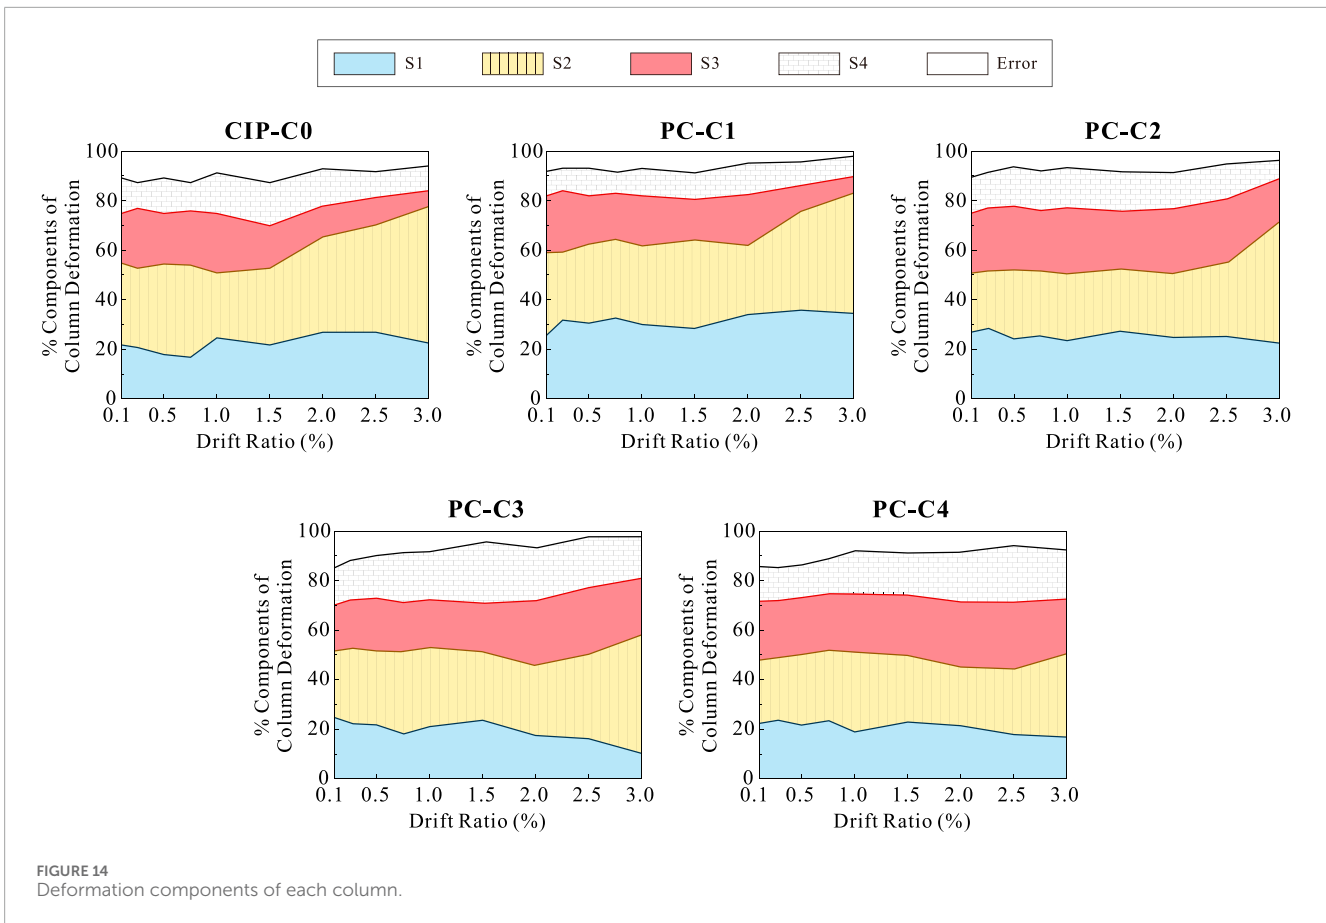 S1 S2 S3 S4 Error
CIP-C0 PC-C1 PC-C2
% Components of
Column Deformation
100
80
60
40
20
0
0.1 0.5 1.0 1.5 2.0 2.5 3.0
Drift Ratio (%)
% Components of
Column Deformation
100
80
60
40
20
0
0.1 0.5 1.0 1.5 2.0 2.5 3.0
Drift Ratio (%)
% Components of
Column Deformation
100
80
60
40
20
0
0.1 0.5 1.0 1.5 2.0 2.5 3.0
Drift Ratio (%)
PC-C3 PC-C4
% Components of
Column Deformation
100
80
60
40
20
0
0.1 0.5 1.0 1.5 2.0 2.5 3.0
Drift Ratio (%)
% Components of
Column Deformation
100
80
60
40
20
0
0.1 0.5 1.0 1.5 2.0 2.5 3.0
Drift Ratio (%)
FIGURE 14
Deformation components of each column.